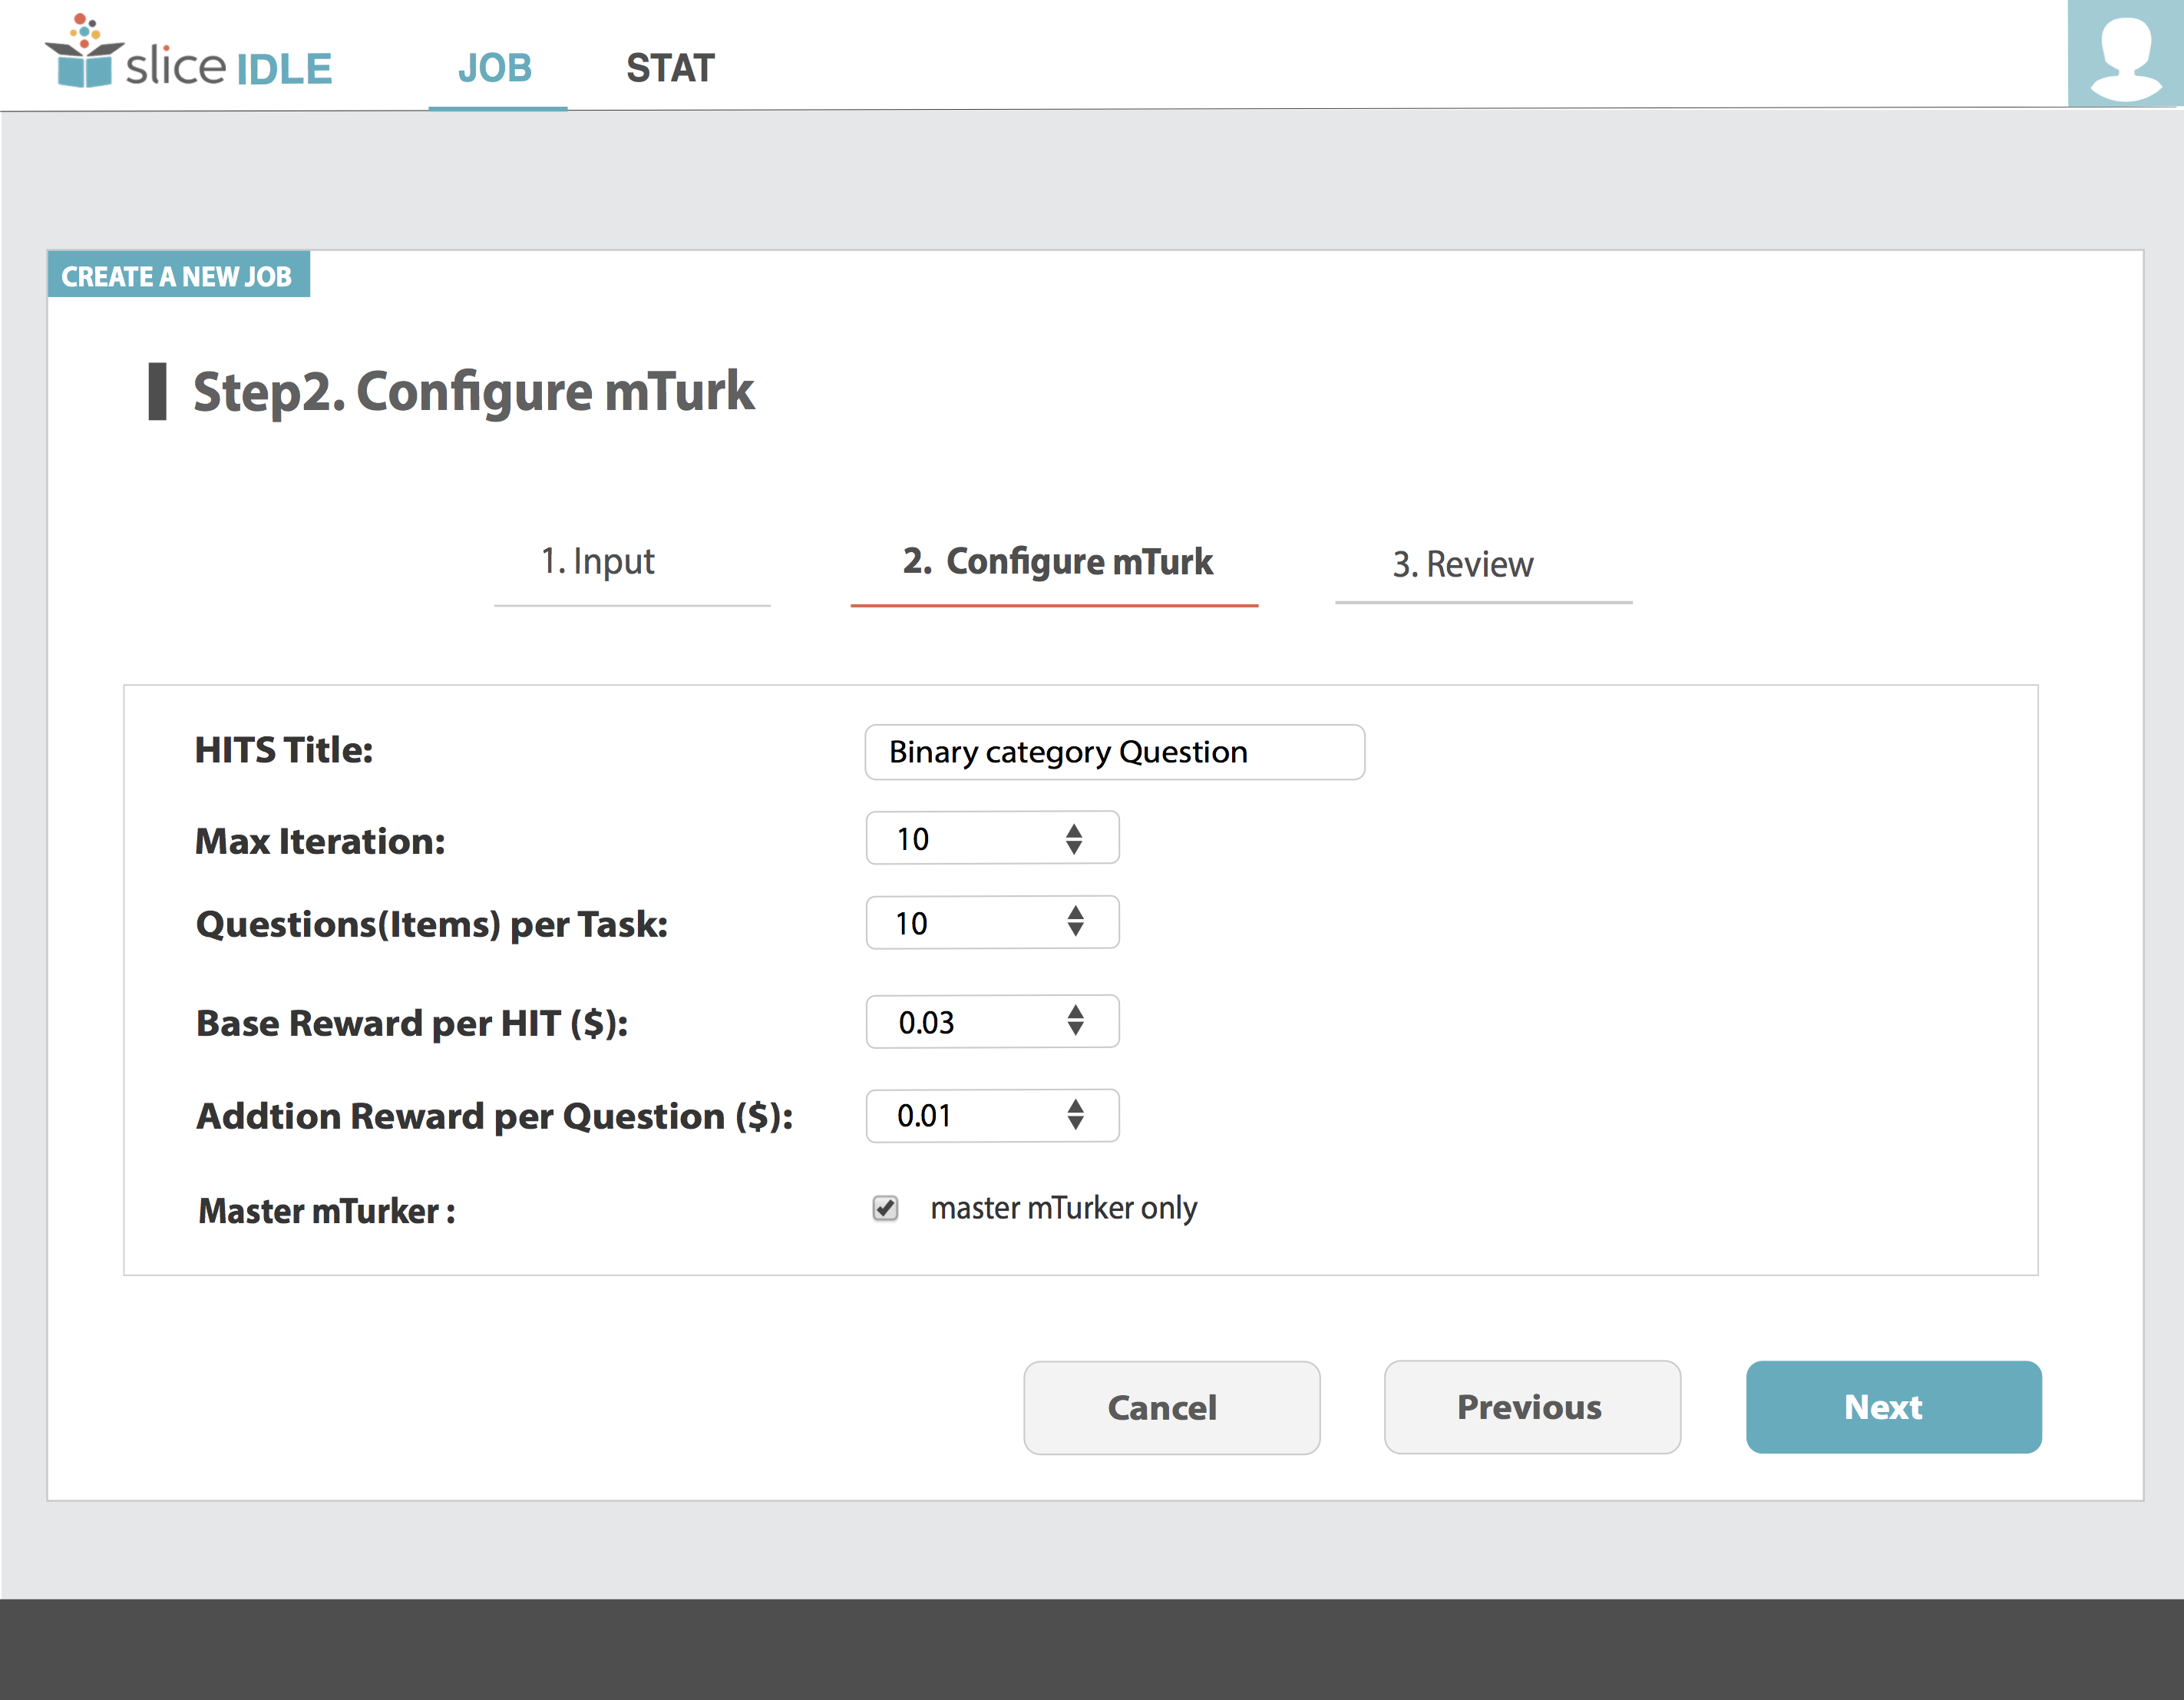 slice IDLE JOB STAT
CREATE A NEW JOB
Step2. Configure mTurk
1. Input 2. Configure mTurk 3. Review
HITS Title: Binary category Question
Max Iteration: 10
Questions(Items) per Task: 10
Base Reward per HIT ($): 0.03
Addtion Reward per Question ($): 0.01
Master mTurker : master mTurker only
Cancel Previous Next